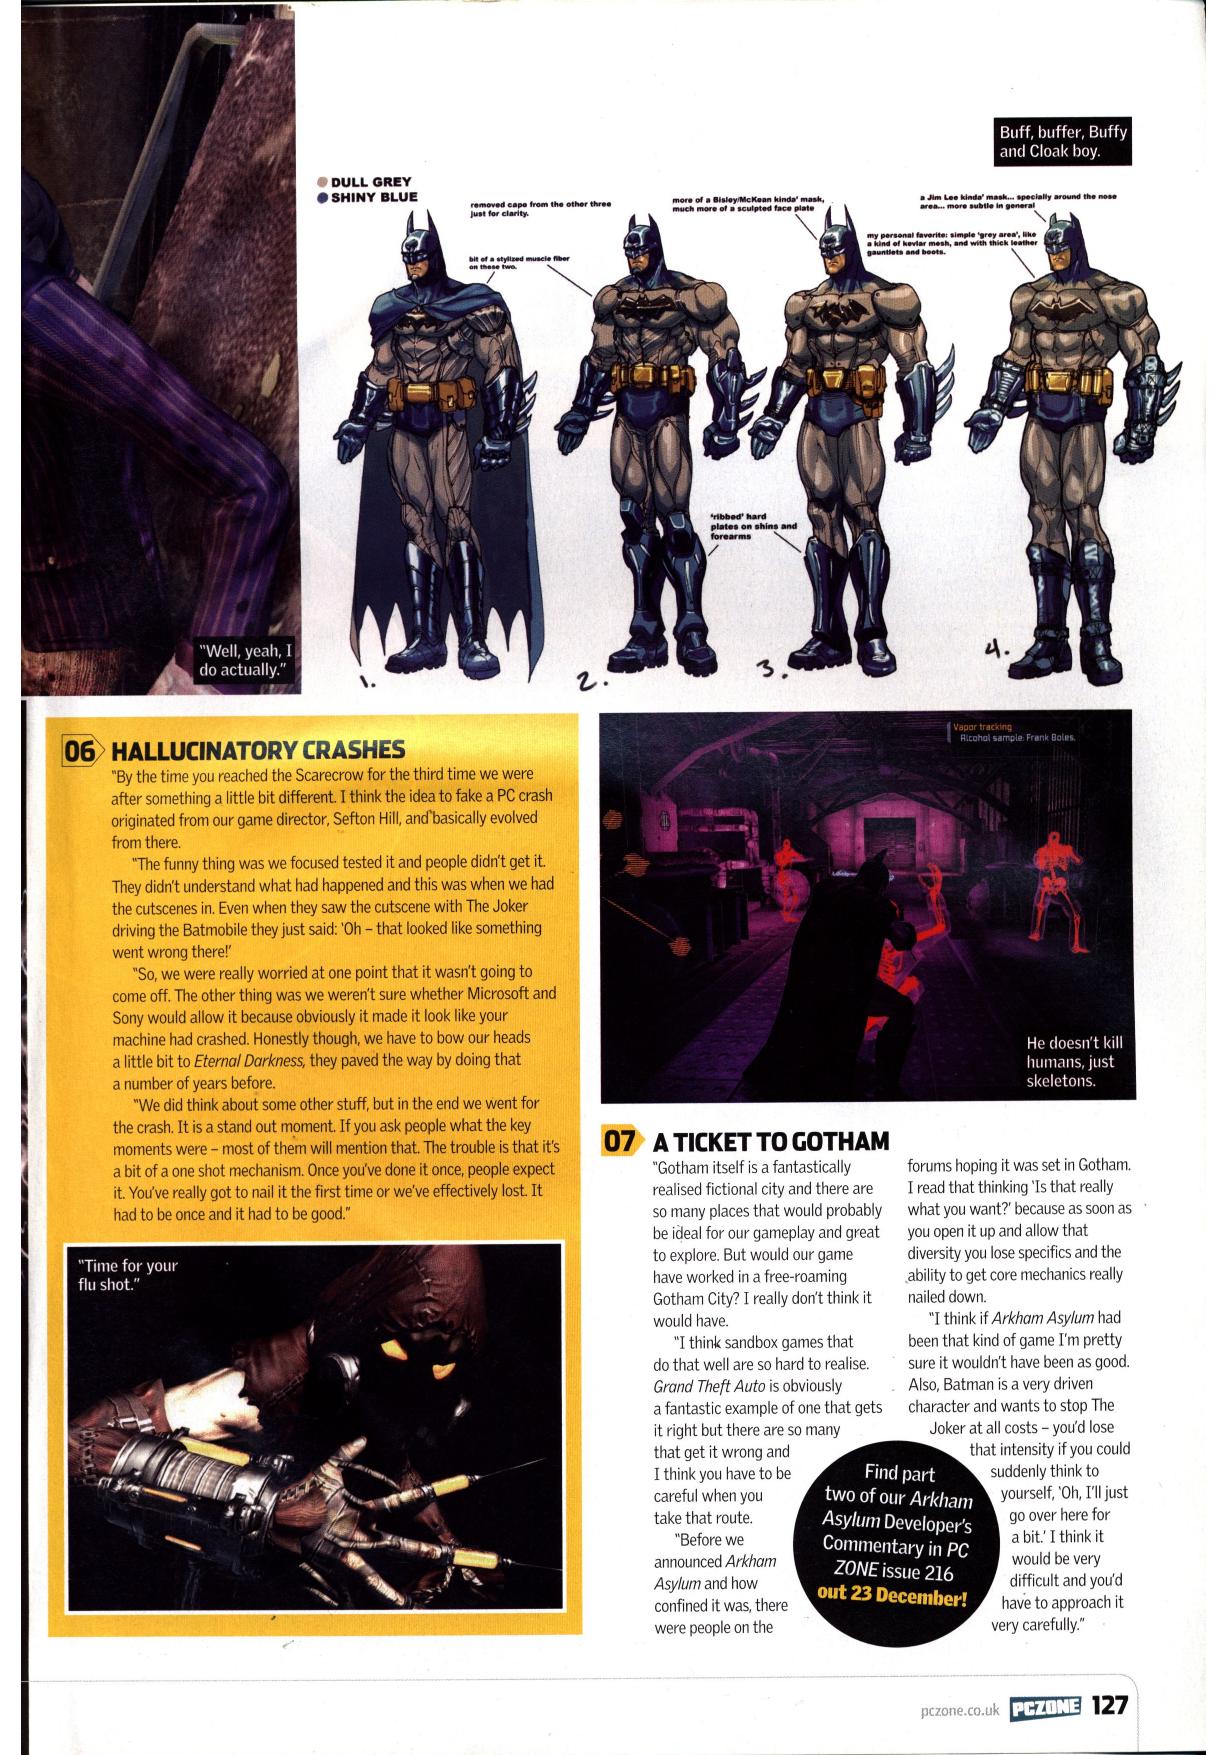 Buff, buffer, Buffy
and Cloak boy.
DULL GREY
SHINY BLUE
removed cape from the other three
just for clarity.
bit of a stylized muscle fiber
on these two.
more of a Bisley/McKean kinda' mask,
much more of a sculpted face plate
a Jim Lee kinda' mask... specially around the nose
area... more subtle in general
my personal favorite: simple 'grey area', like
a kind of kevlar mesh, and with thick leather
gauntlets and boots.
'ribbed' hard
plates on shins and
forearms
1.
2.
3.
4.
"Well, yeah, I
do actually."
06 HALLUCINATORY CRASHES
"By the time you reached the Scarecrow for the third time we were
after something a little bit different. I think the idea to fake a PC crash
originated from our game director, Sefton Hill, and basically evolved
from there.
"The funny thing was we focused tested it and people didn't get it.
They didn't understand what had happened and this was when we had
the cutscenes in. Even when they saw the cutscene with The Joker
driving the Batmobile they just said: 'Oh – that looked like something
went wrong there!'
"So, we were really worried at one point that it wasn't going to
come off. The other thing was we weren't sure whether Microsoft and
Sony would allow it because obviously it made it look like your
machine had crashed. Honestly though, we have to bow our heads
a little bit to Eternal Darkness, they paved the way by doing that
a number of years before.
"We did think about some other stuff, but in the end we went for
the crash. It is a stand out moment. If you ask people what the key
moments were – most of them will mention that. The trouble is that it's
a bit of a one shot mechanism. Once you've done it once, people expect
it. You've really got to nail it the first time or we've effectively lost. It
had to be once and it had to be good."
"Time for your
flu shot."
Vapor tracking
Alcohol sample: Frank Boles.
He doesn't kill
humans, just
skeletons.
07 A TICKET TO GOTHAM
"Gotham itself is a fantastically
realised fictional city and there are
so many places that would probably
be ideal for our gameplay and great
to explore. But would our game
have worked in a free-roaming
Gotham City? I really don't think it
would have.
"I think sandbox games that
do that well are so hard to realise.
Grand Theft Auto is obviously
a fantastic example of one that gets
it right but there are so many
that get it wrong and
I think you have to be
careful when you
take that route.
"Before we
announced Arkham
Asylum and how
confined it was, there
were people on the
forums hoping it was set in Gotham.
I read that thinking 'Is that really
what you want?' because as soon as
you open it up and allow that
diversity you lose specifics and the
ability to get core mechanics really
nailed down.
"I think if Arkham Asylum had
been that kind of game I'm pretty
sure it wouldn't have been as good.
Also, Batman is a very driven
character and wants to stop The
Joker at all costs – you'd lose
that intensity if you could
suddenly think to
yourself, 'Oh, I'll just
go over here for
a bit.' I think it
would be very
difficult and you'd
have to approach it
very carefully."
Find part
two of our Arkham
Asylum Developer's
Commentary in PC
ZONE issue 216
out 23 December!
pczone.co.uk PCZONE 127